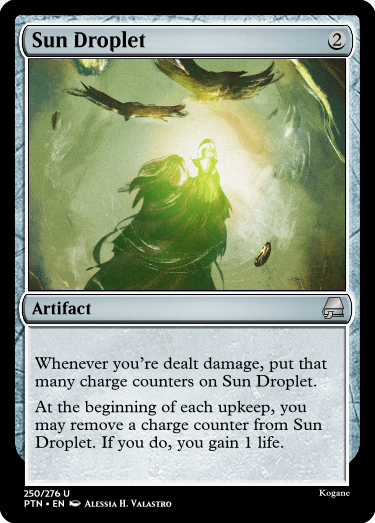 Sun Droplet 2
Artifact
Whenever you're dealt damage, put that
many charge counters on Sun Droplet.
At the beginning of each upkeep, you
may remove a charge counter from Sun
Droplet. If you do, you gain 1 life.
250/276 U Kogane
PTN • EN Alessia H. Valastro